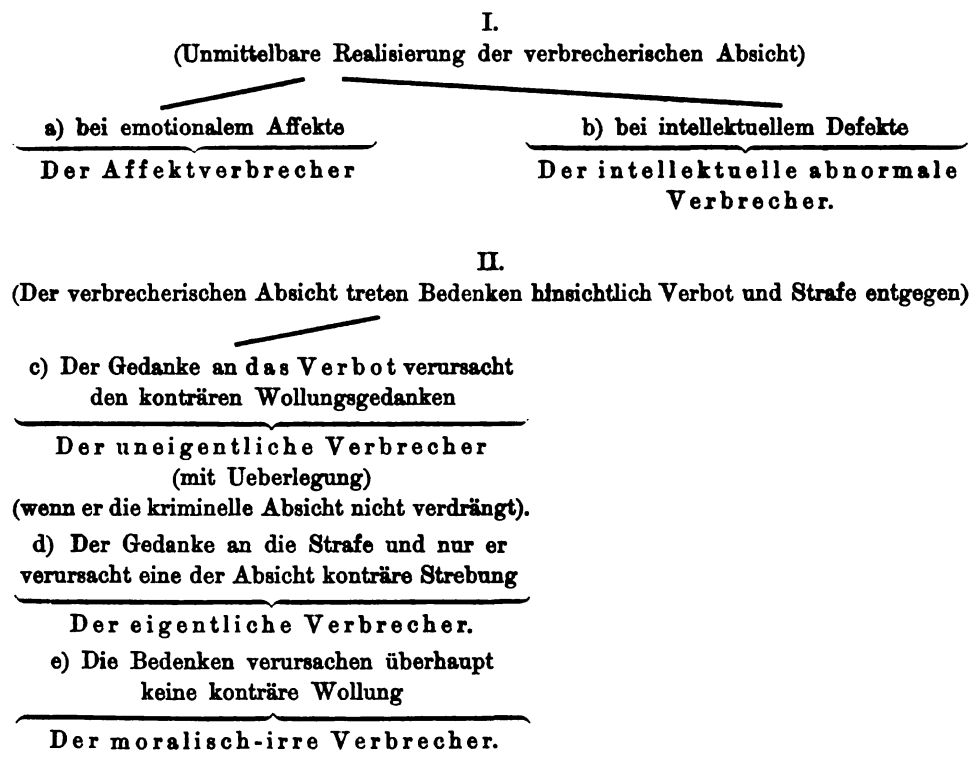 I.
(Unmittelbare Realisierung der verbrecherischen Absicht)
a) bei emotionalem Affekte
b) bei intellektuellem Defekte
Der Affektverbrecher
Der intellektuelle abnormale
Verbrecher.
II.
(Der verbrecherischen Absicht treten Bedenken hinsichtlich Verbot und Strafe entgegen)
c) Der Gedanke an das Verbot verursacht
den konträren Wollungsgedanken
Der uneigentliche Verbrecher
(mit Ueberlegung)
(wenn er die kriminelle Absicht nicht verdrängt).
d) Der Gedanke an die Strafe und nur er
verursacht eine der Absicht konträre Strebung
Der eigentliche Verbrecher.
e) Die Bedenken verursachen überhaupt
keine konträre Wollung
Der moralisch-irre Verbrecher.